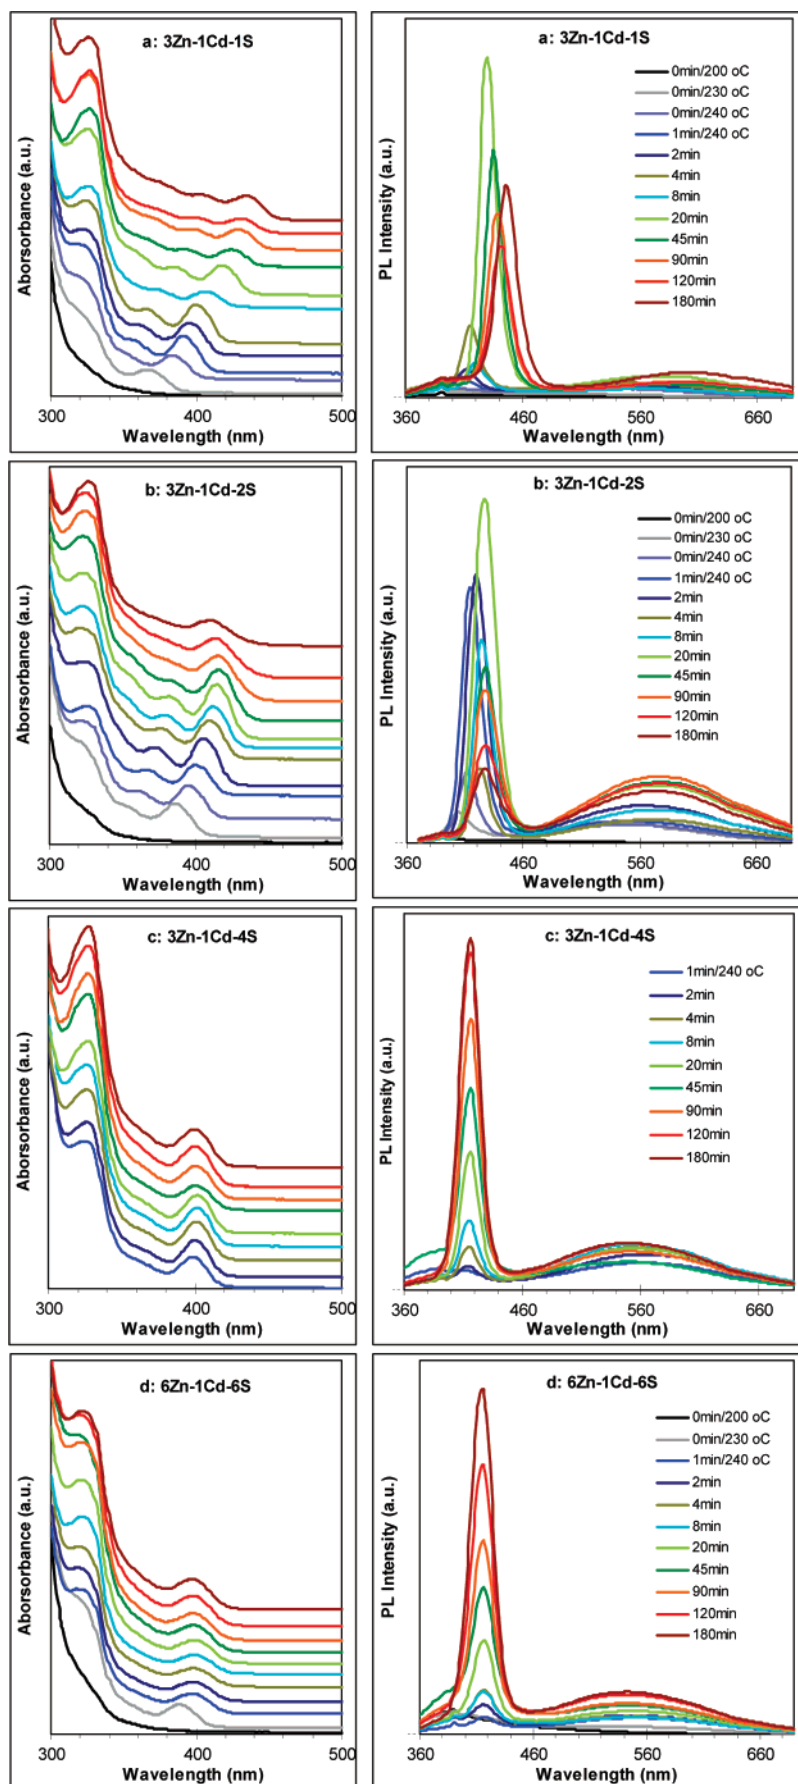 a: 3Zn-1Cd-1S
Aborsorbance (a.u.)
300 400 500
Wavelength (nm)
a: 3Zn-1Cd-1S
PL Intensity (a.u.)
0min/200 oC
0min/230 oC
0min/240 oC
1min/240 oC
2min
4min
8min
20min
45min
90min
120min
180min
360 460 560 660
Wavelength (nm)
b: 3Zn-1Cd-2S
Aborsorbance (a.u.)
300 400 500
Wavelength (nm)
b: 3Zn-1Cd-2S
PL Intensity (a.u.)
0min/200 oC
0min/230 oC
0min/240 oC
1min/240 oC
2min
4min
8min
20min
45min
90min
120min
180min
360 460 560 660
Wavelength (nm)
c: 3Zn-1Cd-4S
Aborsorbance (a.u.)
300 400 500
Wavelength (nm)
c: 3Zn-1Cd-4S
PL Intensity (a.u.)
1min/240 oC
2min
4min
8min
20min
45min
90min
120min
180min
360 460 560 660
Wavelength (nm)
d: 6Zn-1Cd-6S
Aborsorbance (a.u.)
300 400 500
Wavelength (nm)
d: 6Zn-1Cd-6S
PL Intensity (a.u.)
0min/200 oC
0min/230 oC
1min/240 oC
2min
4min
8min
20min
45min
90min
120min
180min
360 460 560 660
Wavelength (nm)